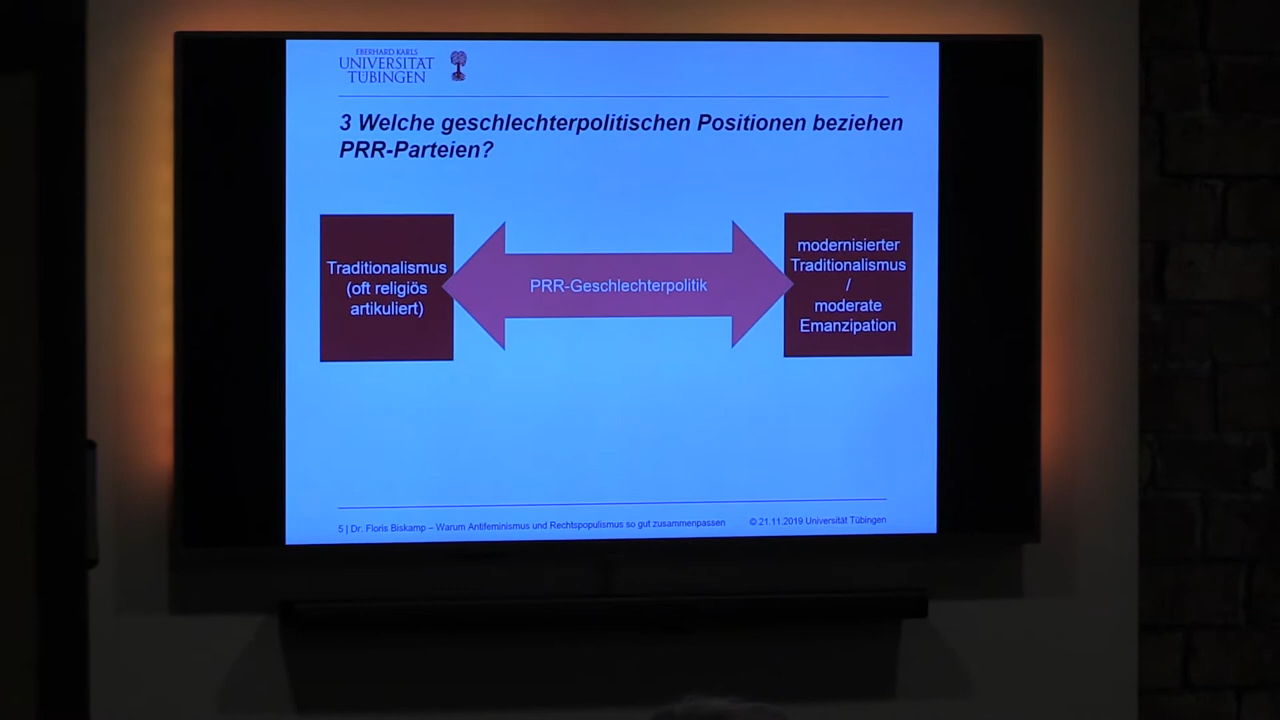 EBERHARD KARLS
UNIVERSITÄT
TÜBINGEN
3 Welche geschlechterpolitischen Positionen beziehen
PRR-Parteien?
Traditionalismus
(oft religiös
artikuliert)
PRR-Geschlechterpolitik
modernisierter
Traditionalismus
/
moderate
Emanzipation
5 | Dr. Floris Biskamp – Warum Antifeminismus und Rechtspopulismus so gut zusammenpassen
© 21.11.2019 Universität Tübingen